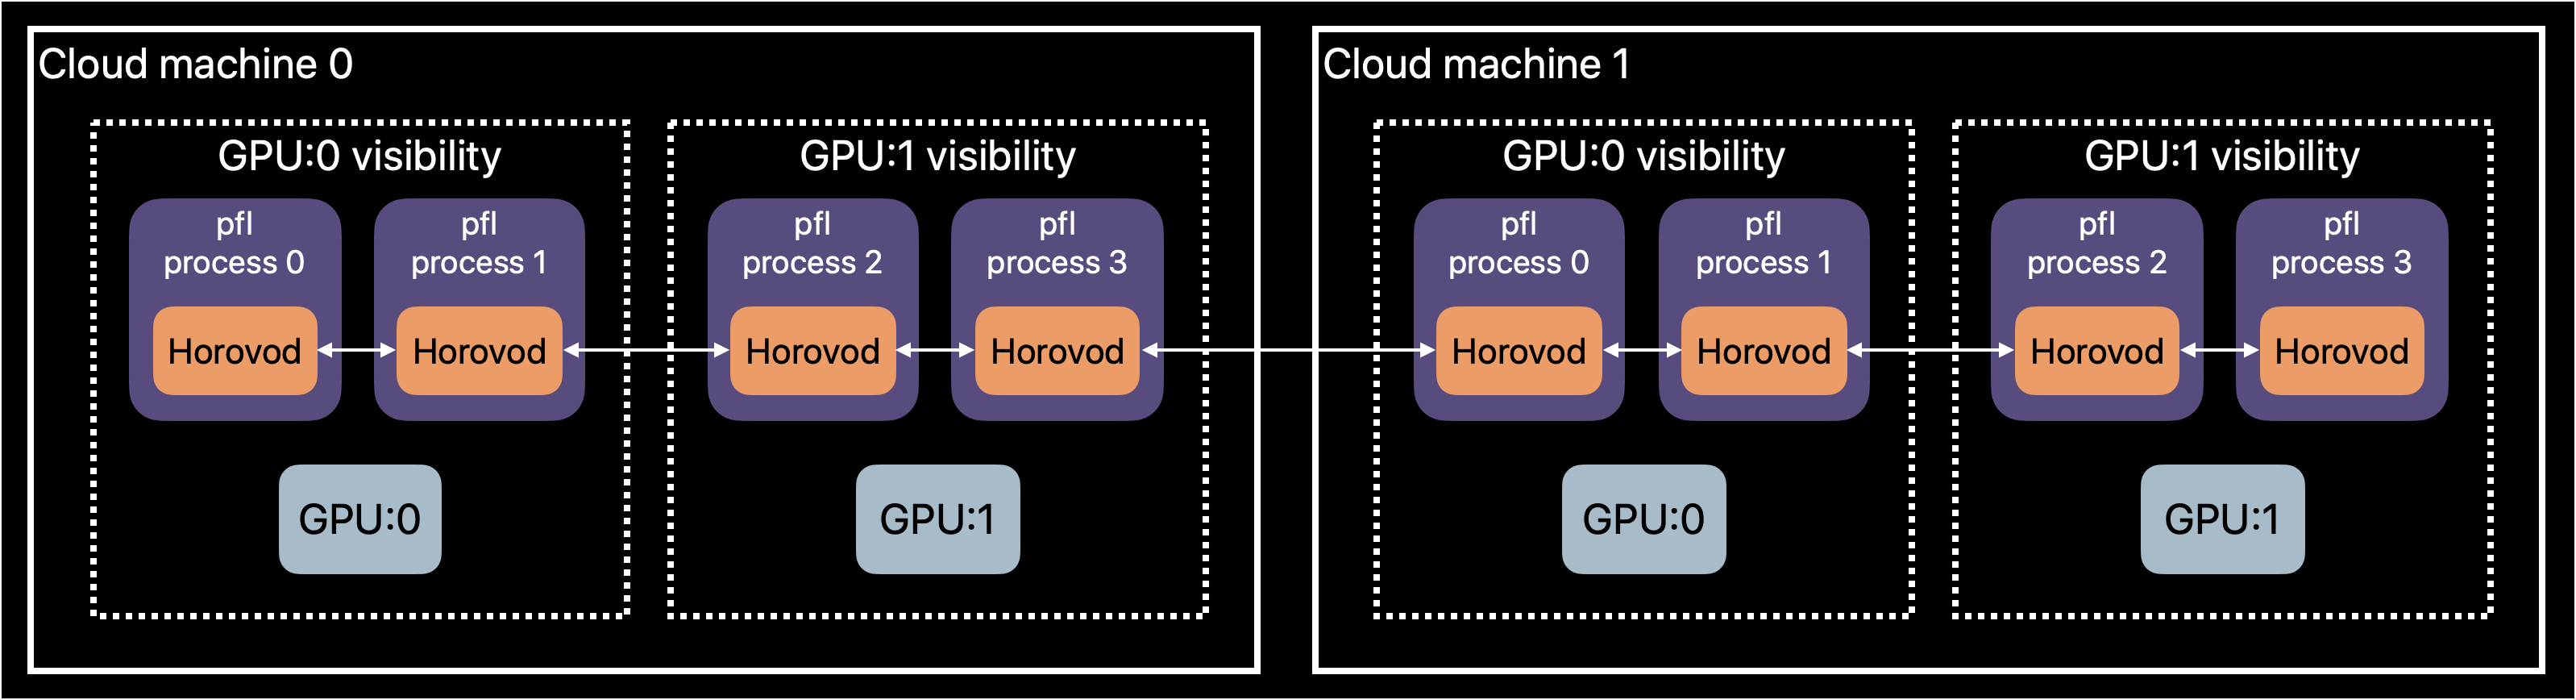 Cloud machine 0
GPU:0 visibility
pfl
process 0
Horovod
pfl
process 1
Horovod
GPU:0
GPU:1 visibility
pfl
process 2
Horovod
pfl
process 3
Horovod
GPU:1
Cloud machine 1
GPU:0 visibility
pfl
process 0
Horovod
pfl
process 1
Horovod
GPU:0
GPU:1 visibility
pfl
process 2
Horovod
pfl
process 3
Horovod
GPU:1